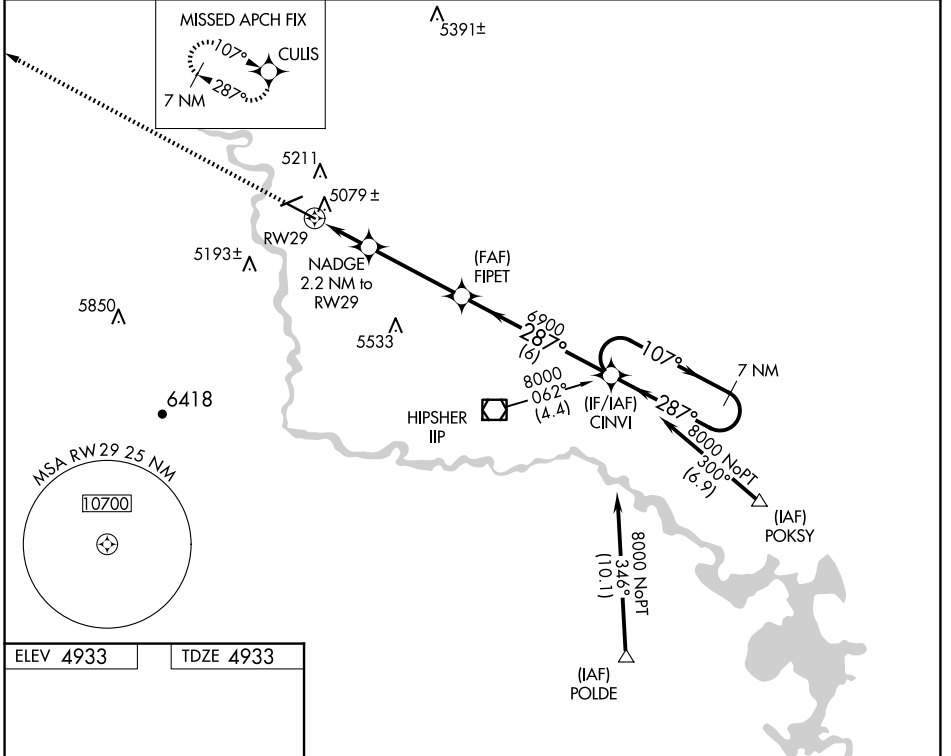 MISSED APCH FIX
107°
CULIS
287°
7 NM
5391±
5211
5079±
RW29
5193±
NADGE
2.2 NM to
RW29
(FAF)
FIPET
5850
5533
6900
287°
(6)
107°
7 NM
8000
062°
(4.4)
HIPSHER
IIP
(IF/IAF)
CINVI
287°
8000 NoPT
300°
(6.9)
6418
(IAF)
POKSY
MSA RW29 25 NM
10700
8000 NoPT
346°
(10.1)
(IAF)
POLDE
ELEV 4933
TDZE 4933